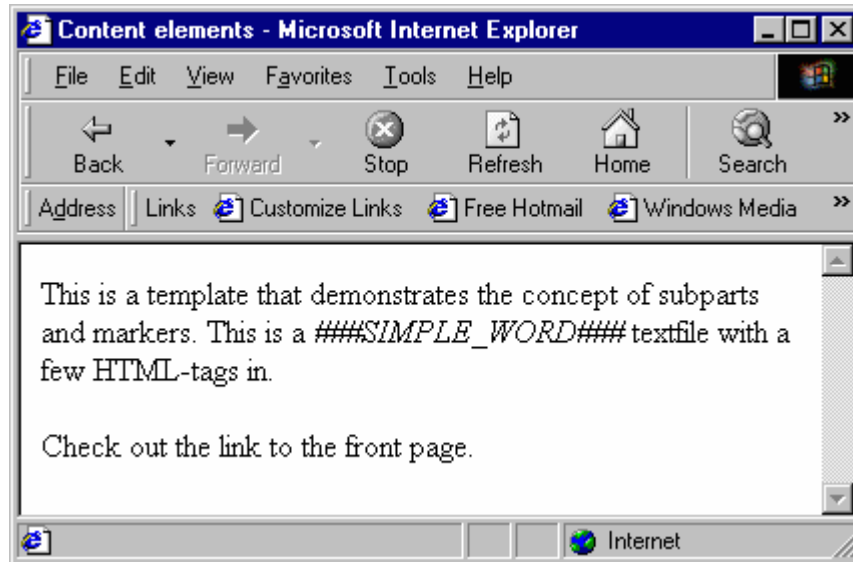 Content elements - Microsoft Internet Explorer
File Edit View Favorites Tools Help
Back Forward Stop Refresh Home Search »
Address Links Customize Links Free Hotmail Windows Media »
This is a template that demonstrates the concept of subparts
and markers. This is a ###SIMPLE_WORD### textfile with a
few HTML-tags in.
Check out the link to the front page.
Internet